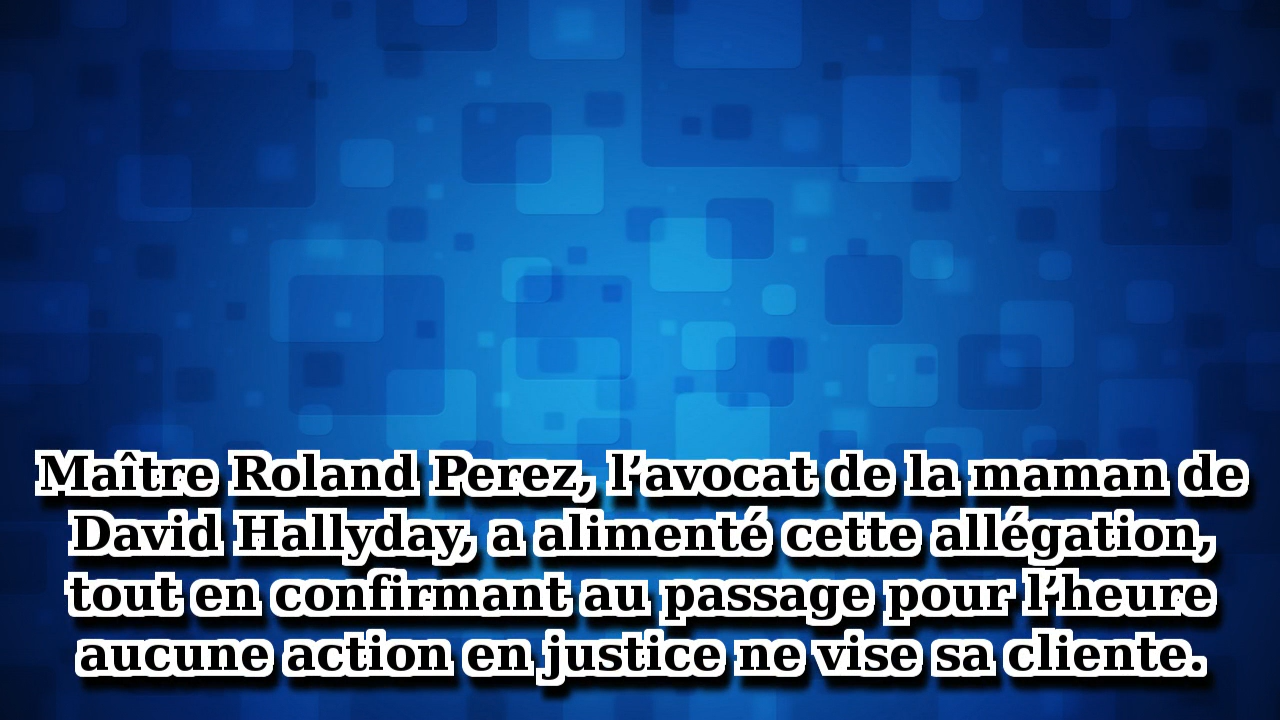 Maître Roland Perez, l’avocat de la maman de
David Hallyday, a alimenté cette allégation,
tout en confirmant au passage pour l’heure
aucune action en justice ne vise sa cliente.